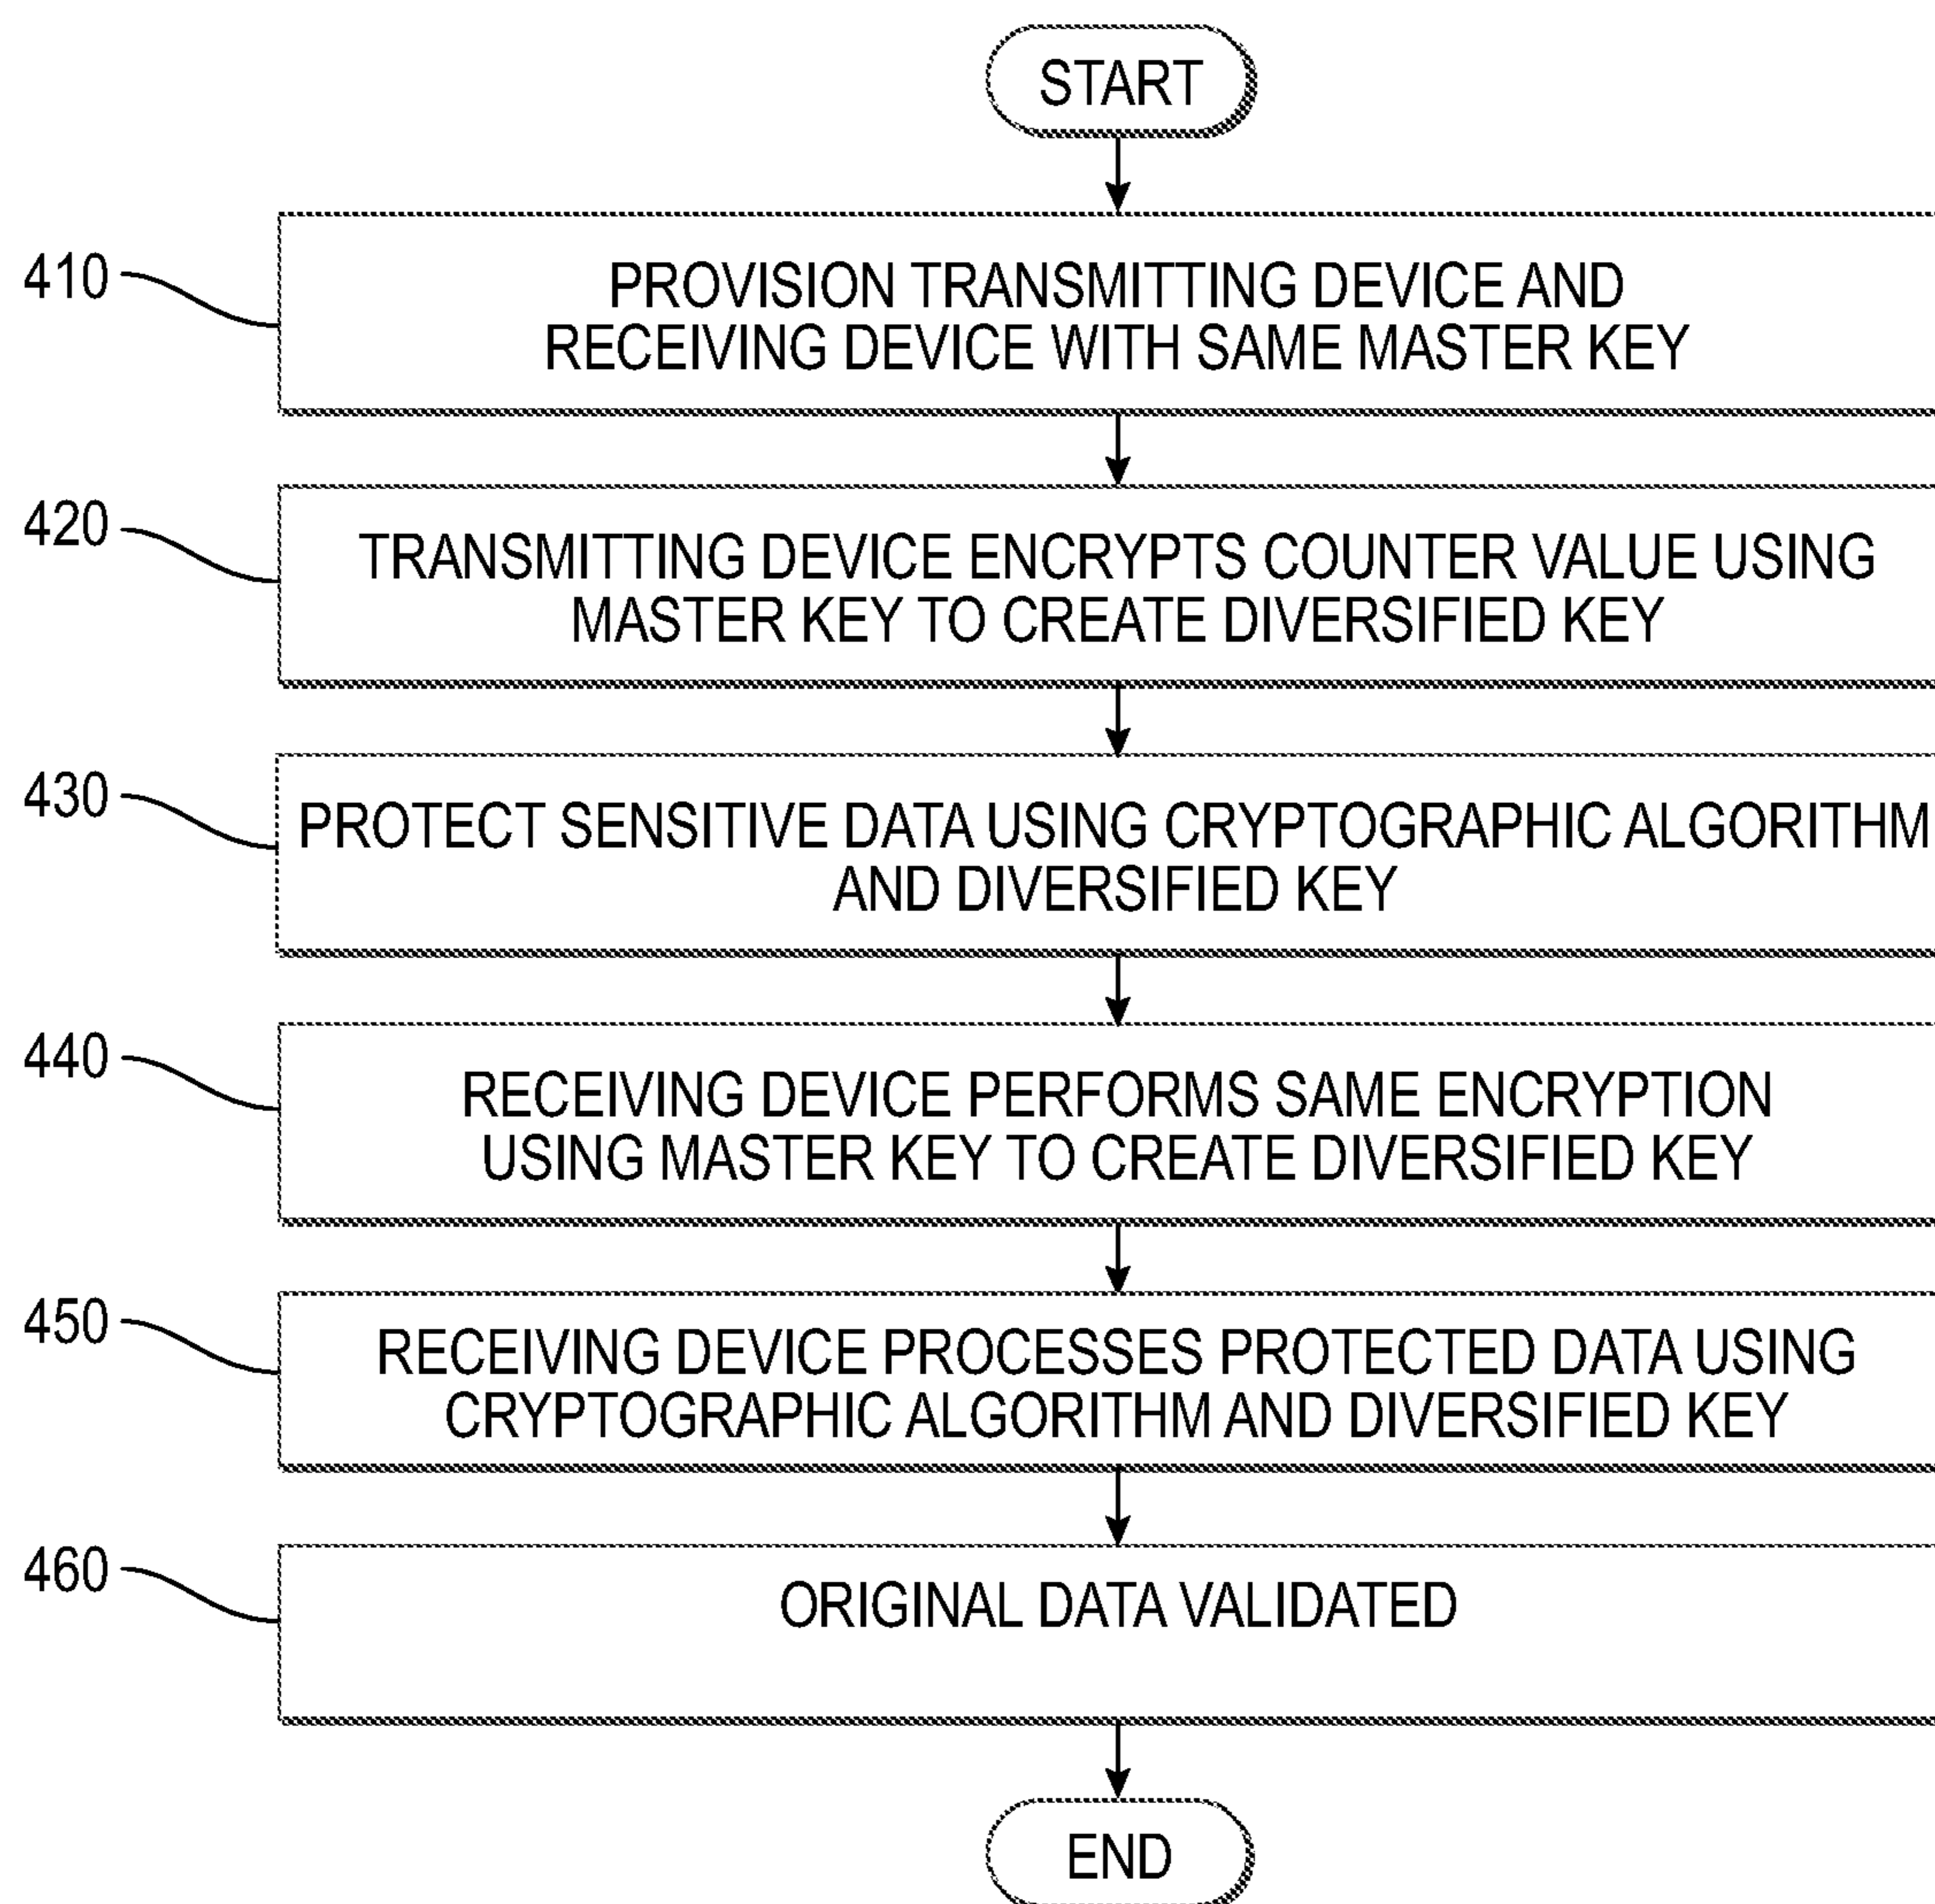 START
410
PROVISION TRANSMITTING DEVICE AND
RECEIVING DEVICE WITH SAME MASTER KEY
420
TRANSMITTING DEVICE ENCRYPTS COUNTER VALUE USING
MASTER KEY TO CREATE DIVERSIFIED KEY
430
PROTECT SENSITIVE DATA USING CRYPTOGRAPHIC ALGORITHM
AND DIVERSIFIED KEY
440
RECEIVING DEVICE PERFORMS SAME ENCRYPTION
USING MASTER KEY TO CREATE DIVERSIFIED KEY
450
RECEIVING DEVICE PROCESSES PROTECTED DATA USING
CRYPTOGRAPHIC ALGORITHM AND DIVERSIFIED KEY
460
ORIGINAL DATA VALIDATED
END